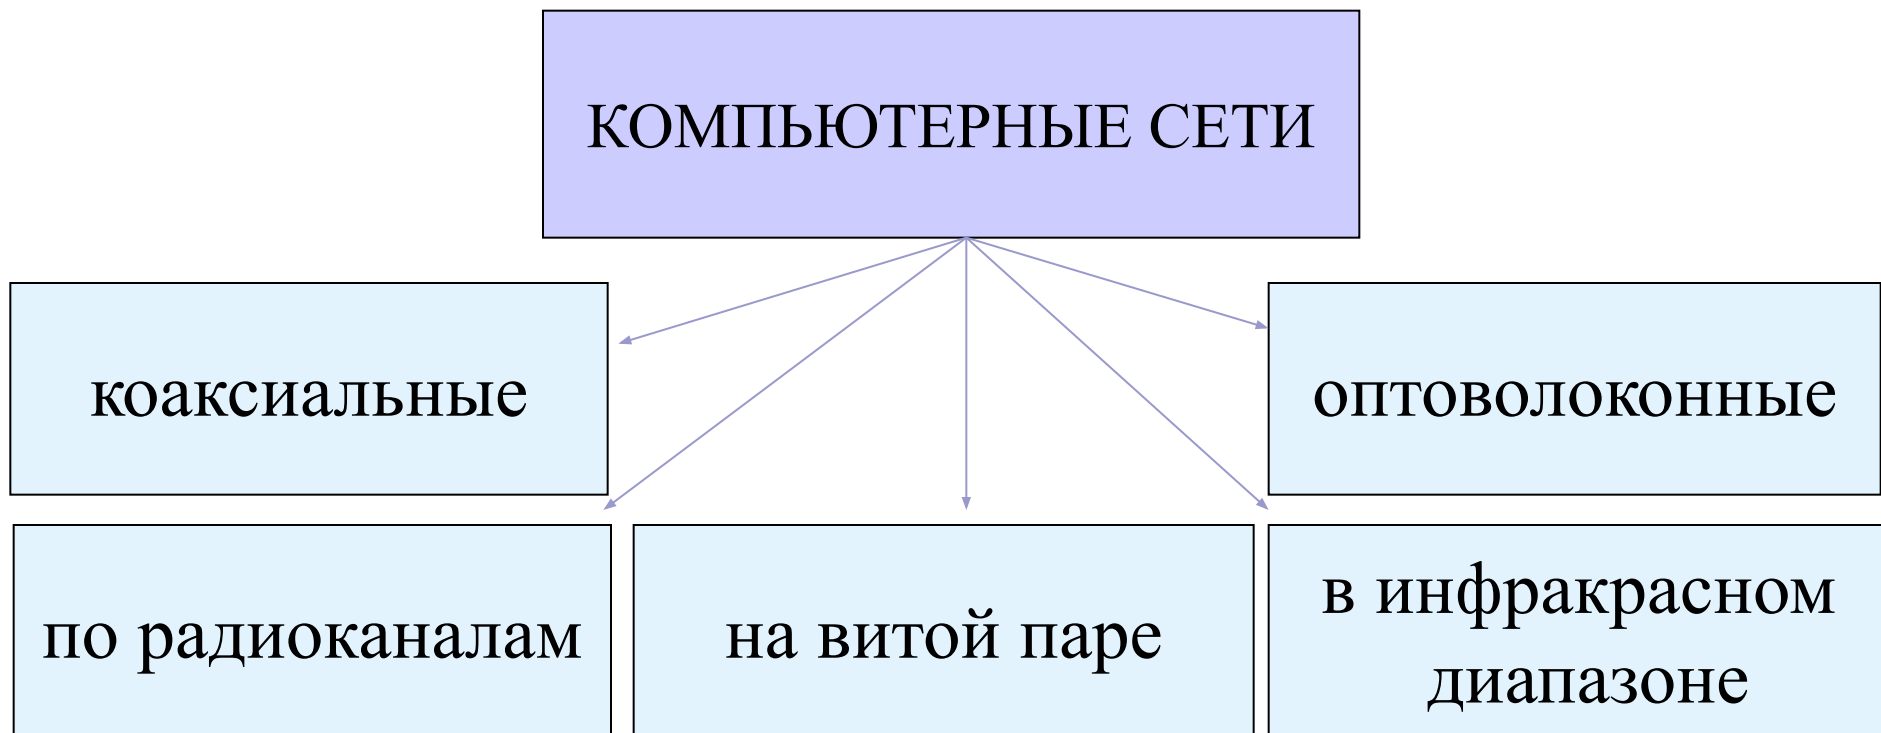 КОМПЬЮТЕРНЫЕ СЕТИ
коаксиальные
оптоволоконные
по радиоканалам
на витой паре
в инфракрасном
диапазоне